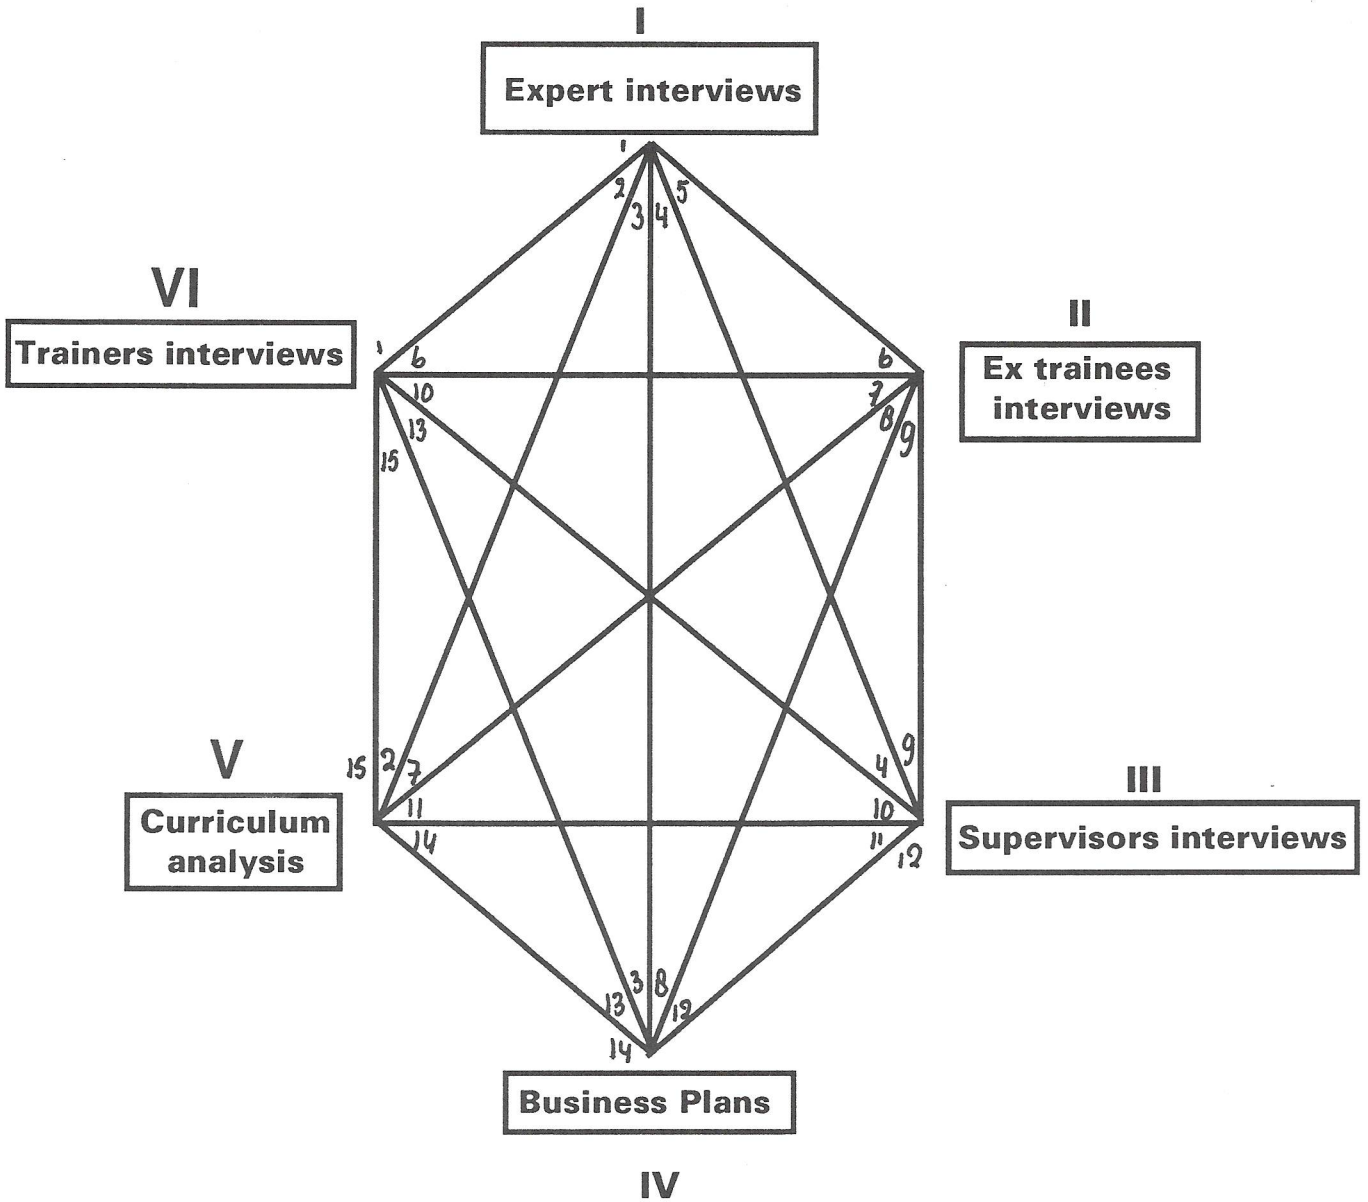 I
Expert interviews
1
2
3 4
5
VI
Trainers interviews
II
Ex trainees
interviews
1 6
6
10
7
13
8 9
15
V
Curriculum
analysis
III
Supervisors interviews
15 2 7
4 9
11
10
14
11 12
3 8
13 12
14
Business Plans
IV